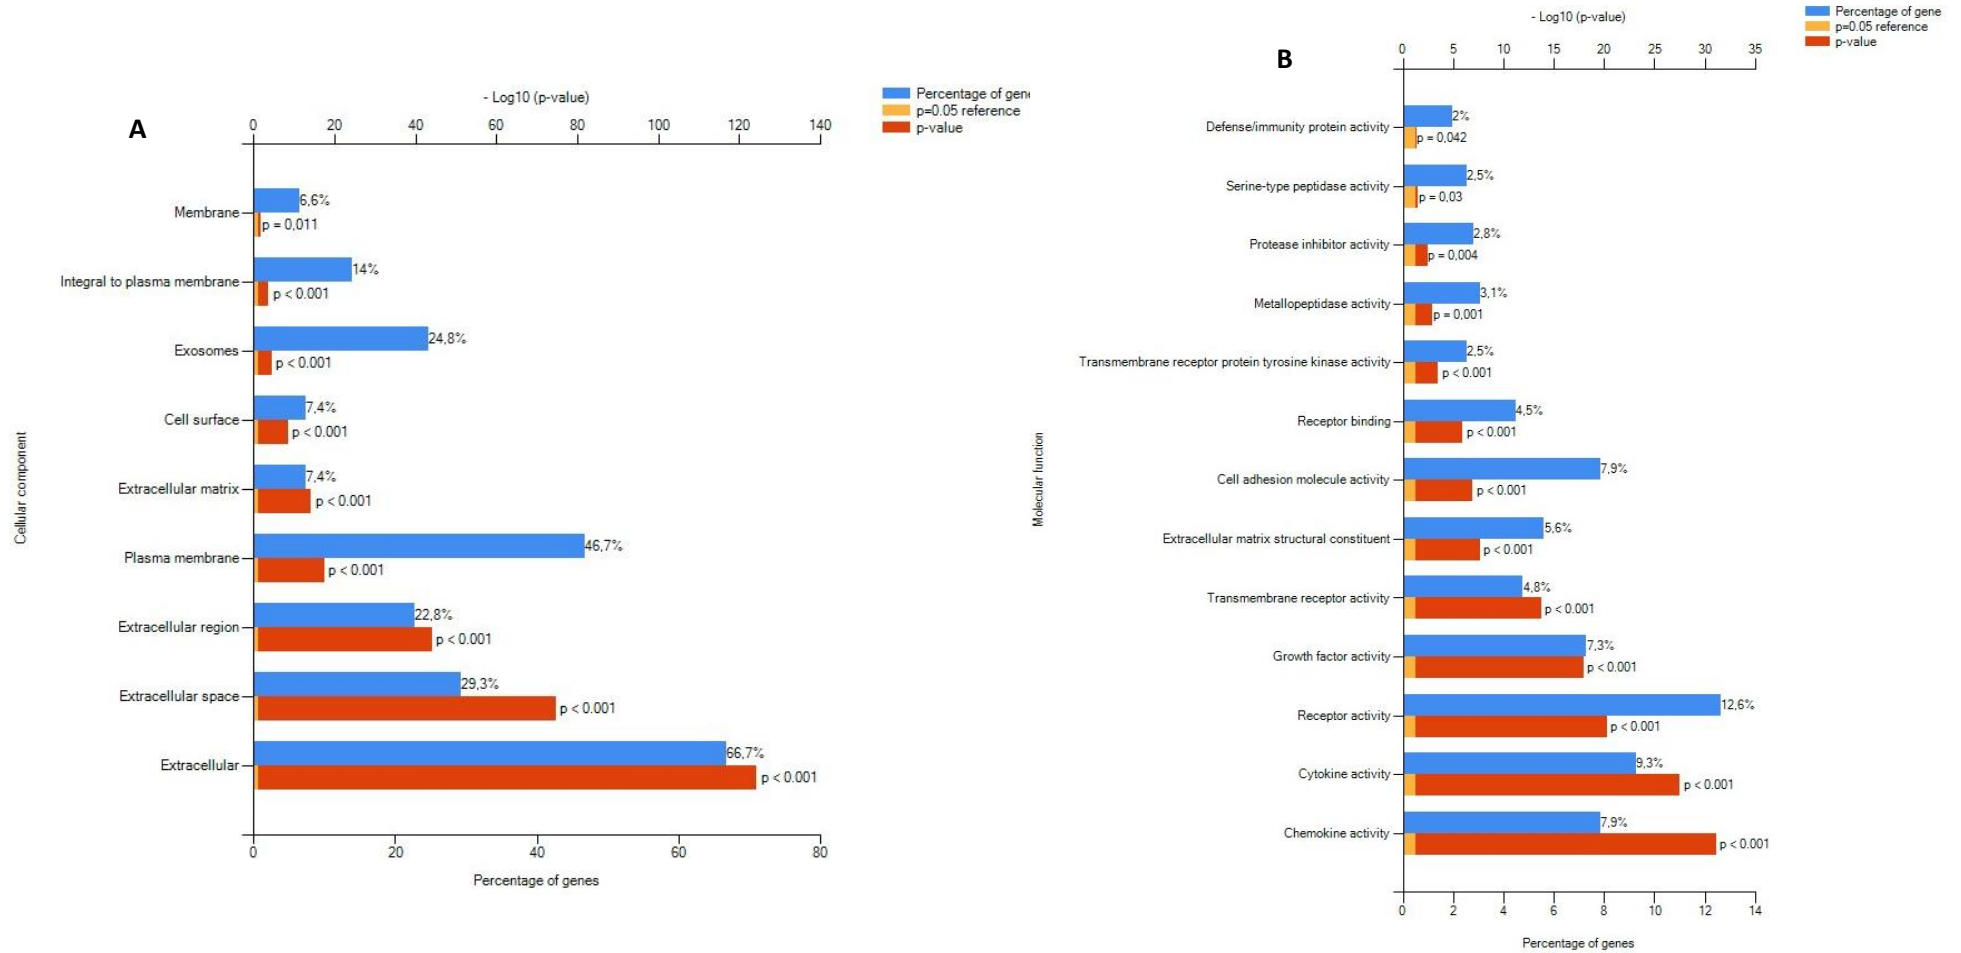 A
- Log10 (p-value)
0 20 40 60 80 100 120 140
Percentage of gene
p=0.05 reference
p-value
Cellular component
Membrane
6,6%
p = 0,011
Integral to plasma membrane
14%
p < 0.001
Exosomes
24,8%
p < 0.001
Cell surface
7,4%
p < 0.001
Extracellular matrix
7,4%
p < 0.001
Plasma membrane
46,7%
p < 0.001
Extracellular region
22,8%
p < 0.001
Extracellular space
29,3%
p < 0.001
Extracellular
66,7%
p < 0.001
0 20 40 60 80
Percentage of genes
B
- Log10 (p-value)
0 5 10 15 20 25 30 35
Percentage of gene
p=0.05 reference
p-value
Molecular function
Defense/immunity protein activity
2%
p = 0,042
Serine-type peptidase activity
2,5%
p = 0,03
Protease inhibitor activity
2,8%
p = 0,004
Metallopeptidase activity
3,1%
p = 0,001
Transmembrane receptor protein tyrosine kinase activity
2,5%
p < 0.001
Receptor binding
4,5%
p < 0.001
Cell adhesion molecule activity
7,9%
p < 0.001
Extracellular matrix structural constituent
5,6%
p < 0.001
Transmembrane receptor activity
4,8%
p < 0.001
Growth factor activity
7,3%
p < 0.001
Receptor activity
12,6%
p < 0.001
Cytokine activity
9,3%
p < 0.001
Chemokine activity
7,9%
p < 0.001
0 2 4 6 8 10 12 14
Percentage of genes